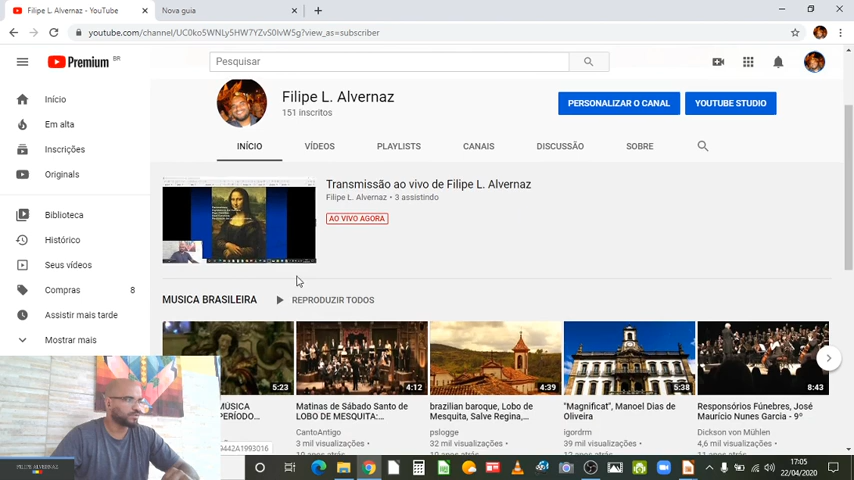 Filipe L. Alvernaz - YouTube
Nova guia
youtube.com/channel/UC0ko5WNLy5HW7YZvS0IvW5g?view_as=subscriber
Premium BR
Pesquisar
Início
Em alta
Inscrições
Originals
Biblioteca
Histórico
Seus vídeos
Compras 8
Assistir mais tarde
Mostrar mais
Filipe L. Alvernaz
151 inscritos
PERSONALIZAR O CANAL
YOUTUBE STUDIO
INÍCIO
VÍDEOS
PLAYLISTS
CANAIS
DISCUSSÃO
SOBRE
Transmissão ao vivo de Filipe L. Alvernaz
Filipe L. Alvernaz • 3 assistindo
AO VIVO AGORA
MUSICA BRASILEIRA
REPRODUZIR TODOS
5:23
4:12
4:39
5:38
8:43
MÚSICA
PERÍODO...
Matinas de Sábado Santo de
LOBO DE MESQUITA:...
CantoAntigo
3 mil visualizações •
brazilian baroque, Lobo de
Mesquita, Salve Regina,...
pslogge
32 mil visualizações •
"Magnificat", Manoel Dias de
Oliveira
igordrm
39 mil visualizações •
Responsórios Fúnebres, José
Maurício Nunes Garcia - 9º
Dickson von Mühlen
4,6 mil visualizações •
9442A1993016
FILIPE ALVERNAZ
17:05
22/04/2020